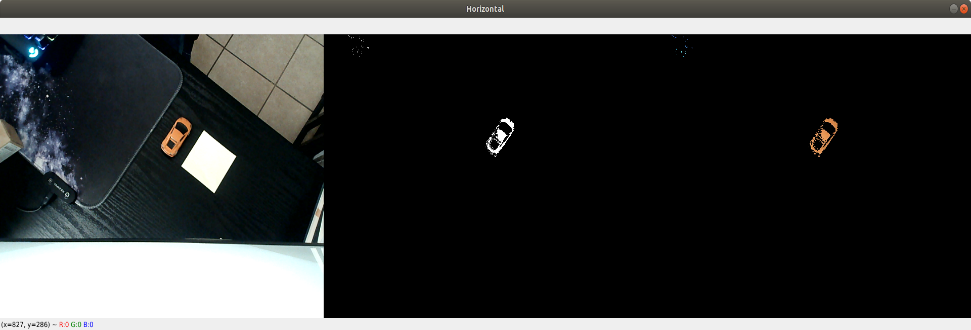 Horizontal
(x=827, y=286) ~ R:0 G:0 B:0